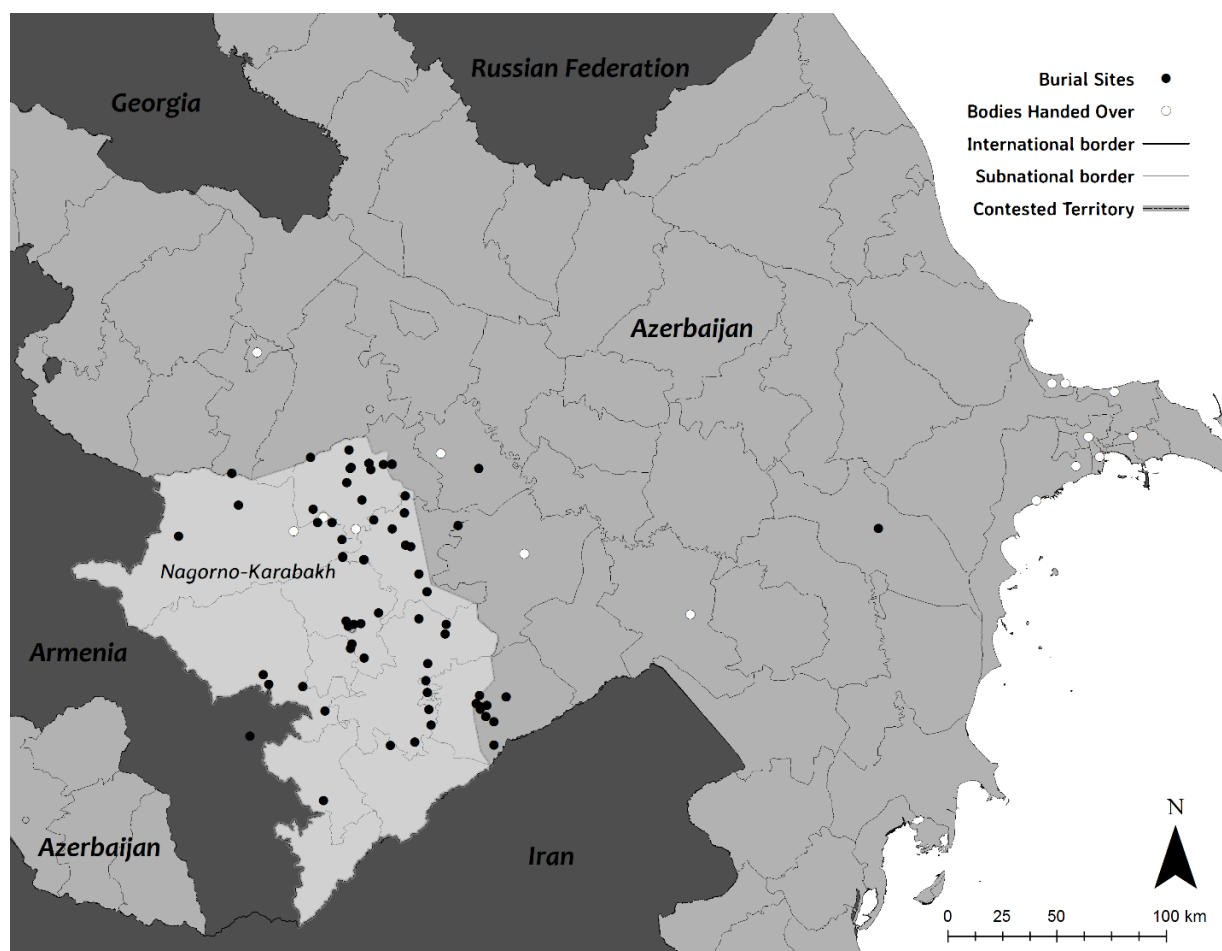 Russian Federation
Georgia
Burial Sites
Bodies Handed Over
International border
Subnational border
Contested Territory
Azerbaijan
Nagorno-Karabakh
Armenia
Azerbaijan
Iran
N
0 25 50 100 km